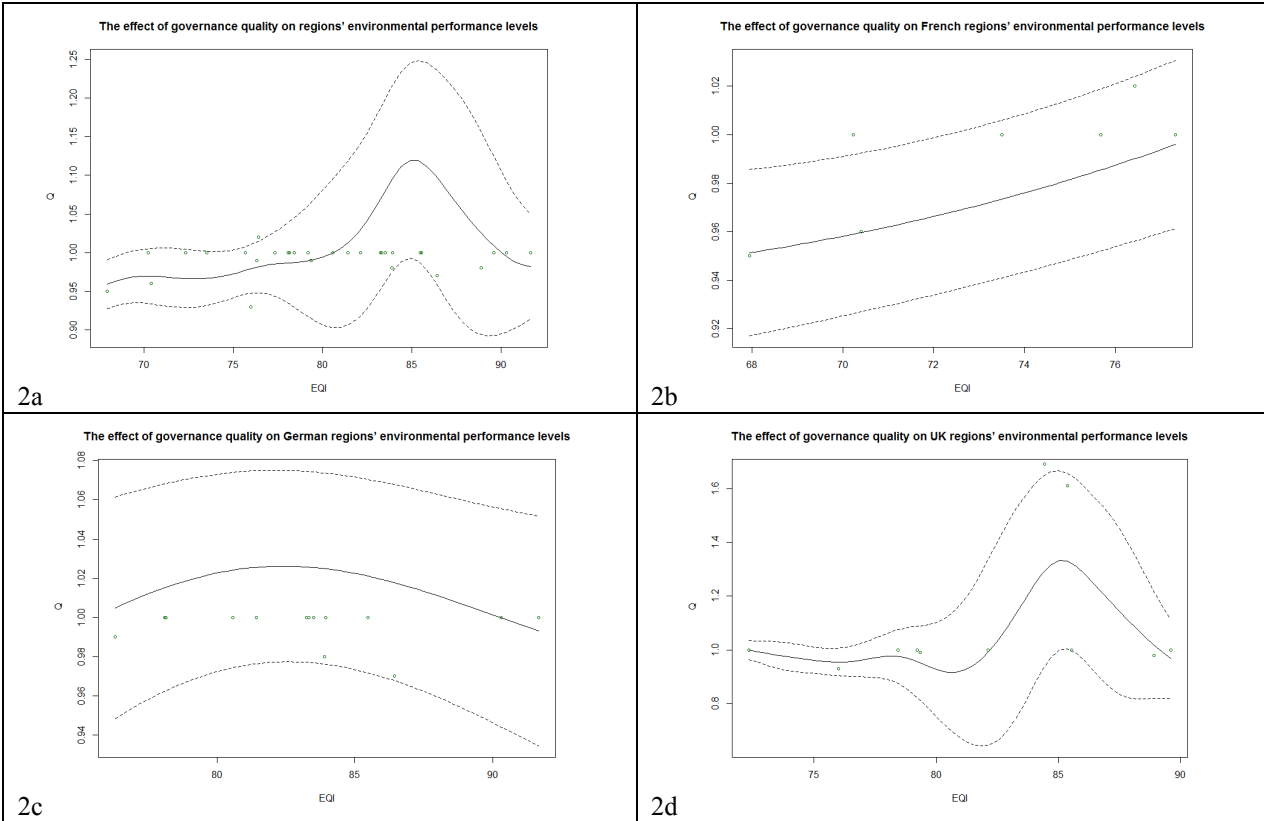 The effect of governance quality on regions' environmental performance levels
1.25
1.20
1.15
1.10
1.05
1.00
0.95
0.90
Q
70 75 80 85 90
EQI
2a
The effect of governance quality on French regions' environmental performance levels
1.02
1.00
0.98
0.96
0.94
0.92
Q
68 70 72 74 76
EQI
2b
The effect of governance quality on German regions' environmental performance levels
1.08
1.06
1.04
1.02
1.00
0.98
0.96
0.94
Q
80 85 90
EQI
2c
The effect of governance quality on UK regions' environmental performance levels
1.6
1.4
1.2
1.0
0.8
Q
75 80 85 90
EQI
2d